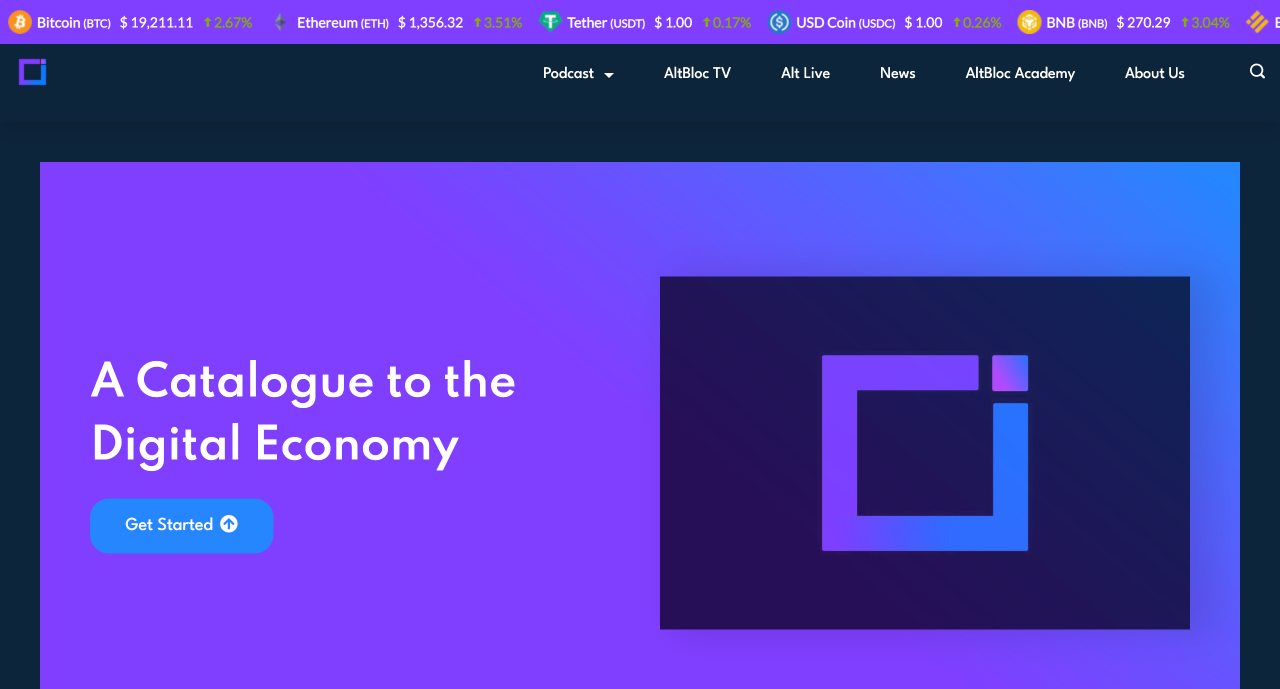 Bitcoin (BTC) $ 19,211.11 2.67% Ethereum (ETH) $ 1,356.32 3.51% Tether (USDT) $ 1.00 0.17% USD Coin (USDC) $ 1.00 0.26% BNB (BNB) $ 270.29 3.04%
Podcast AltBloc TV Alt Live News AltBloc Academy About Us
A Catalogue to the
Digital Economy
Get Started